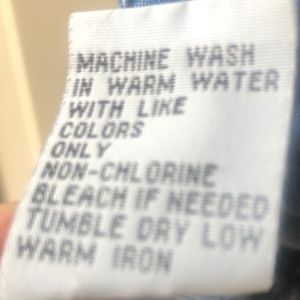 MACHINE WASH
IN WARM WATER
WITH LIKE
COLORS
ONLY
NON-CHLORINE
BLEACH IF NEEDED
TUMBLE DRY LOW
WARM IRON